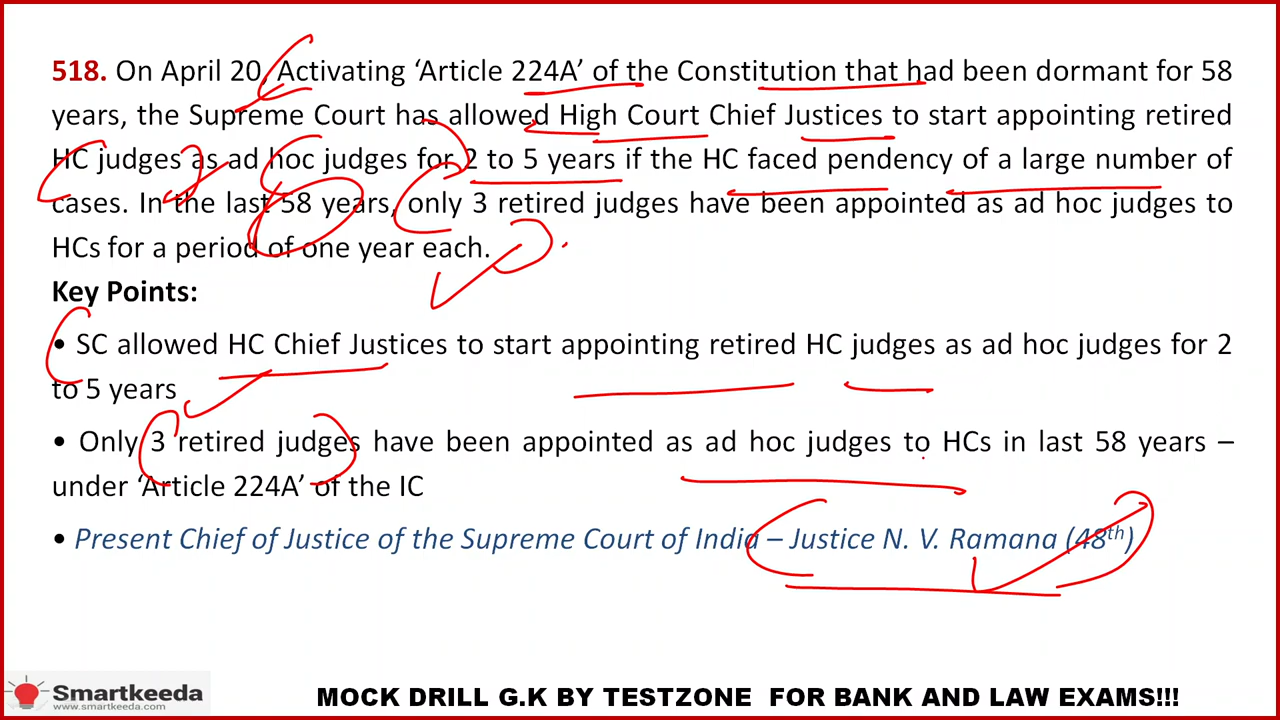 518. On April 20, Activating ‘Article 224A’ of the Constitution that had been dormant for 58
years, the Supreme Court has allowed High Court Chief Justices to start appointing retired
HC judges as ad hoc judges for 2 to 5 years if the HC faced pendency of a large number of
cases. In the last 58 years, only 3 retired judges have been appointed as ad hoc judges to
HCs for a period of one year each.
Key Points:
• SC allowed HC Chief Justices to start appointing retired HC judges as ad hoc judges for 2
to 5 years
• Only 3 retired judges have been appointed as ad hoc judges to HCs in last 58 years –
under ‘Article 224A’ of the IC
• Present Chief of Justice of the Supreme Court of India – Justice N. V. Ramana (48th)
Smartkeeda
www.smartkeeda.com
MOCK DRILL G.K BY TESTZONE FOR BANK AND LAW EXAMS!!!